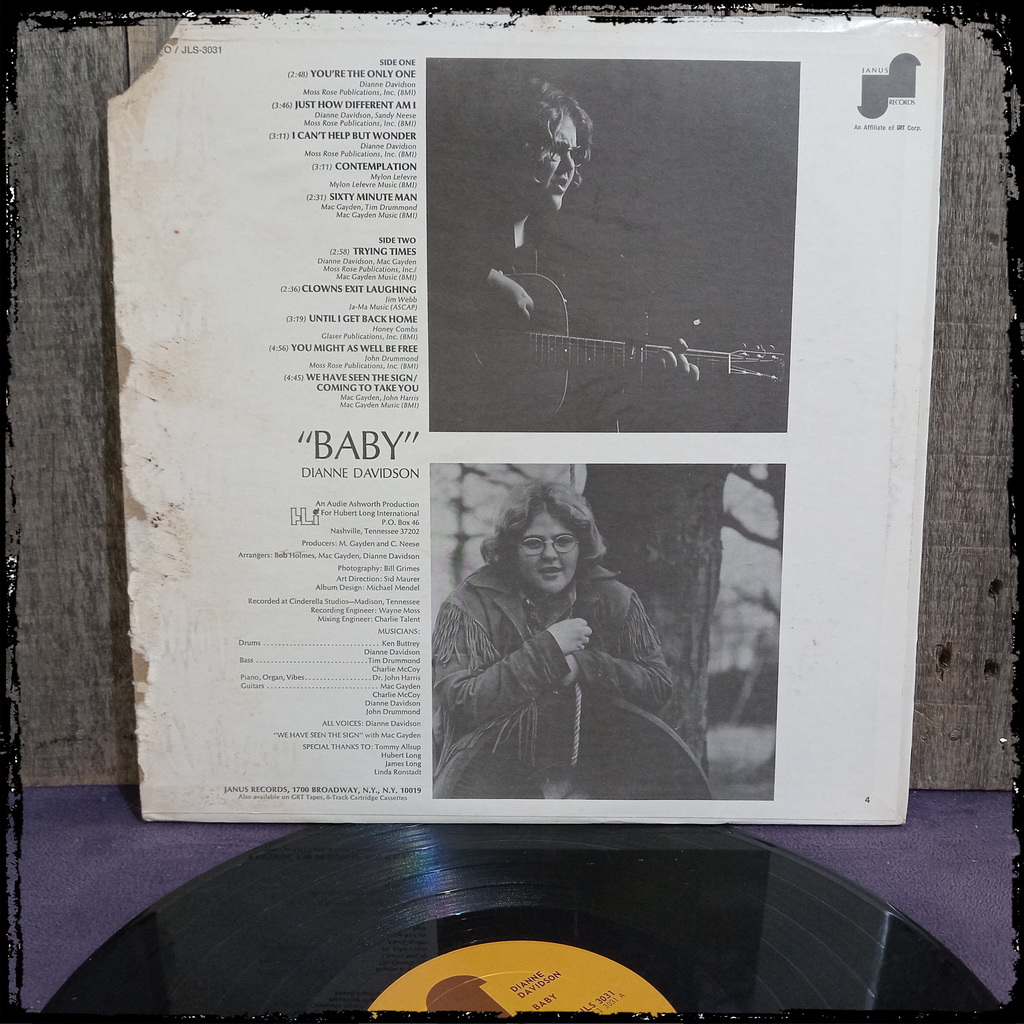 O / JLS-3031
SIDE ONE
(2:48) YOU'RE THE ONLY ONE
Dianne Davidson
Moss Rose Publications, Inc. (BMI)
(3:46) JUST HOW DIFFERENT AM I
Dianne Davidson, Sandy Neese
Moss Rose Publications, Inc. (BMI)
(3:11) I CAN'T HELP BUT WONDER
Dianne Davidson
Moss Rose Publications, Inc. (BMI)
(3:11) CONTEMPLATION
Mylon Lefevre
Mylon Lefevre Music (BMI)
(2:31) SIXTY MINUTE MAN
Mac Gayden, Tim Drummond
Mac Gayden Music (BMI)
SIDE TWO
(2:58) TRYING TIMES
Dianne Davidson, Mac Gayden
Moss Rose Publications, Inc./
Mac Gayden Music (BMI)
(2:36) CLOWNS EXIT LAUGHING
Jim Webb
Ja-Ma Music (ASCAP)
(3:19) UNTIL I GET BACK HOME
Honey Combs
Glaser Publications, Inc. (BMI)
(4:56) YOU MIGHT AS WELL BE FREE
John Drummond
Moss Rose Publications, Inc. (BMI)
(4:45) WE HAVE SEEN THE SIGN/
COMING TO TAKE YOU
Mac Gayden, John Harris
Mac Gayden Music (BMI)
"BABY"
DIANNE DAVIDSON
An Audie Ashworth Production
HLI For Hubert Long International
P.O. Box 46
Nashville, Tennessee 37202
Producers: M. Gayden and C. Neese
Arrangers: Bob Holmes, Mac Gayden, Dianne Davidson
Photography: Bill Grimes
Art Direction: Sid Maurer
Album Design: Michael Mendel
Recorded at Cinderella Studios—Madison, Tennessee
Recording Engineer: Wayne Moss
Mixing Engineer: Charlie Talent
MUSICIANS:
Drums ........................ Ken Buttrey
Dianne Davidson
Bass ........................ Tim Drummond
Charlie McCoy
Piano, Organ, Vibes ............ Dr. John Harris
Guitars ........................ Mac Gayden
Charlie McCoy
Dianne Davidson
John Drummond
ALL VOICES: Dianne Davidson
"WE HAVE SEEN THE SIGN" with Mac Gayden
SPECIAL THANKS TO: Tommy Allsup
Hubert Long
James Long
Linda Ronstadt
JANUS RECORDS, 1700 BROADWAY, N.Y., N.Y. 10019
Also available on GRT Tapes, 8-Track Cartridge Cassettes
JANUS
RECORDS
An Affiliate of GRT Corp.
4
DIANNE
DAVIDSON
BABY
JLS 3031
3031 A